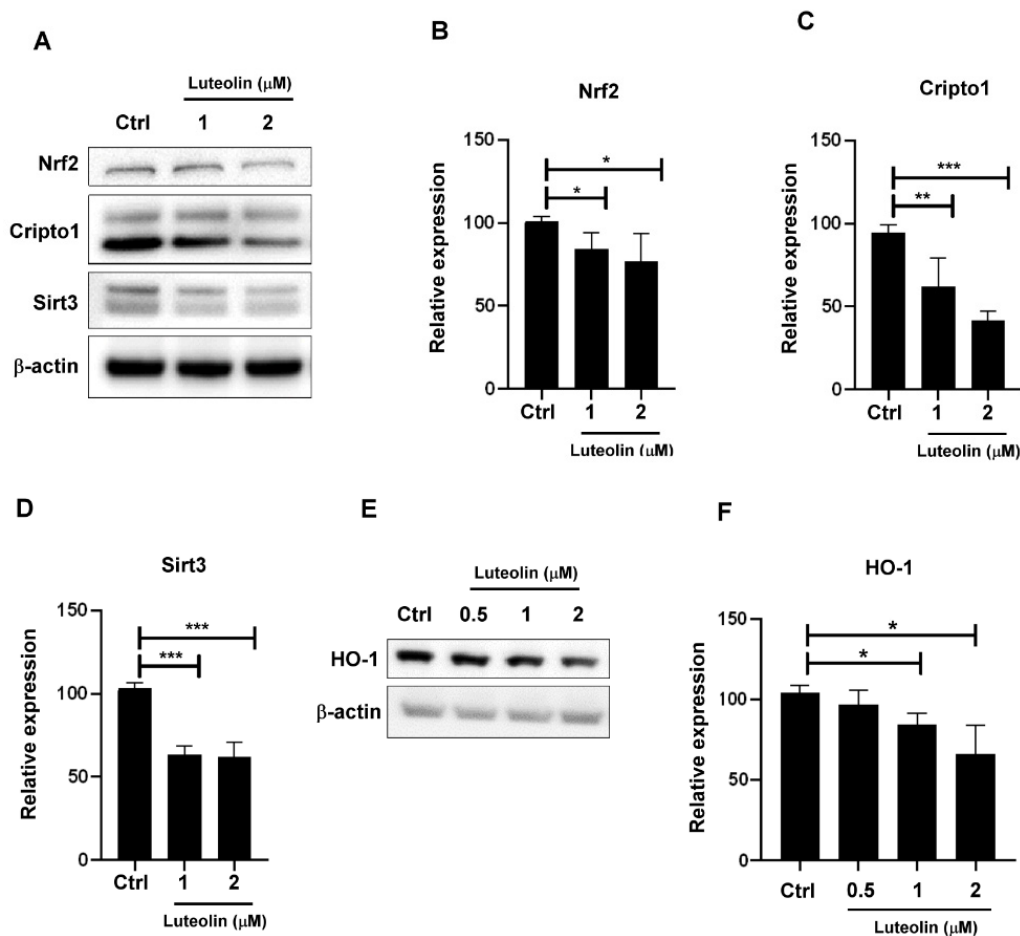 A
Luteolin (μM)
Ctrl 1 2
Nrf2
Cripto1
Sirt3
β-actin
B
Nrf2
Relative expression
150
100
50
0
*
*
Ctrl 1 2
Luteolin (μM)
C
Cripto1
Relative expression
150
100
50
0
***
**
Ctrl 1 2
Luteolin (μM)
D
Sirt3
Relative expression
150
100
50
0
***
***
Ctrl 1 2
Luteolin (μM)
E
Luteolin (μM)
Ctrl 0.5 1 2
HO-1
β-actin
F
HO-1
Relative expression
150
100
50
0
*
*
Ctrl 0.5 1 2
Luteolin (μM)